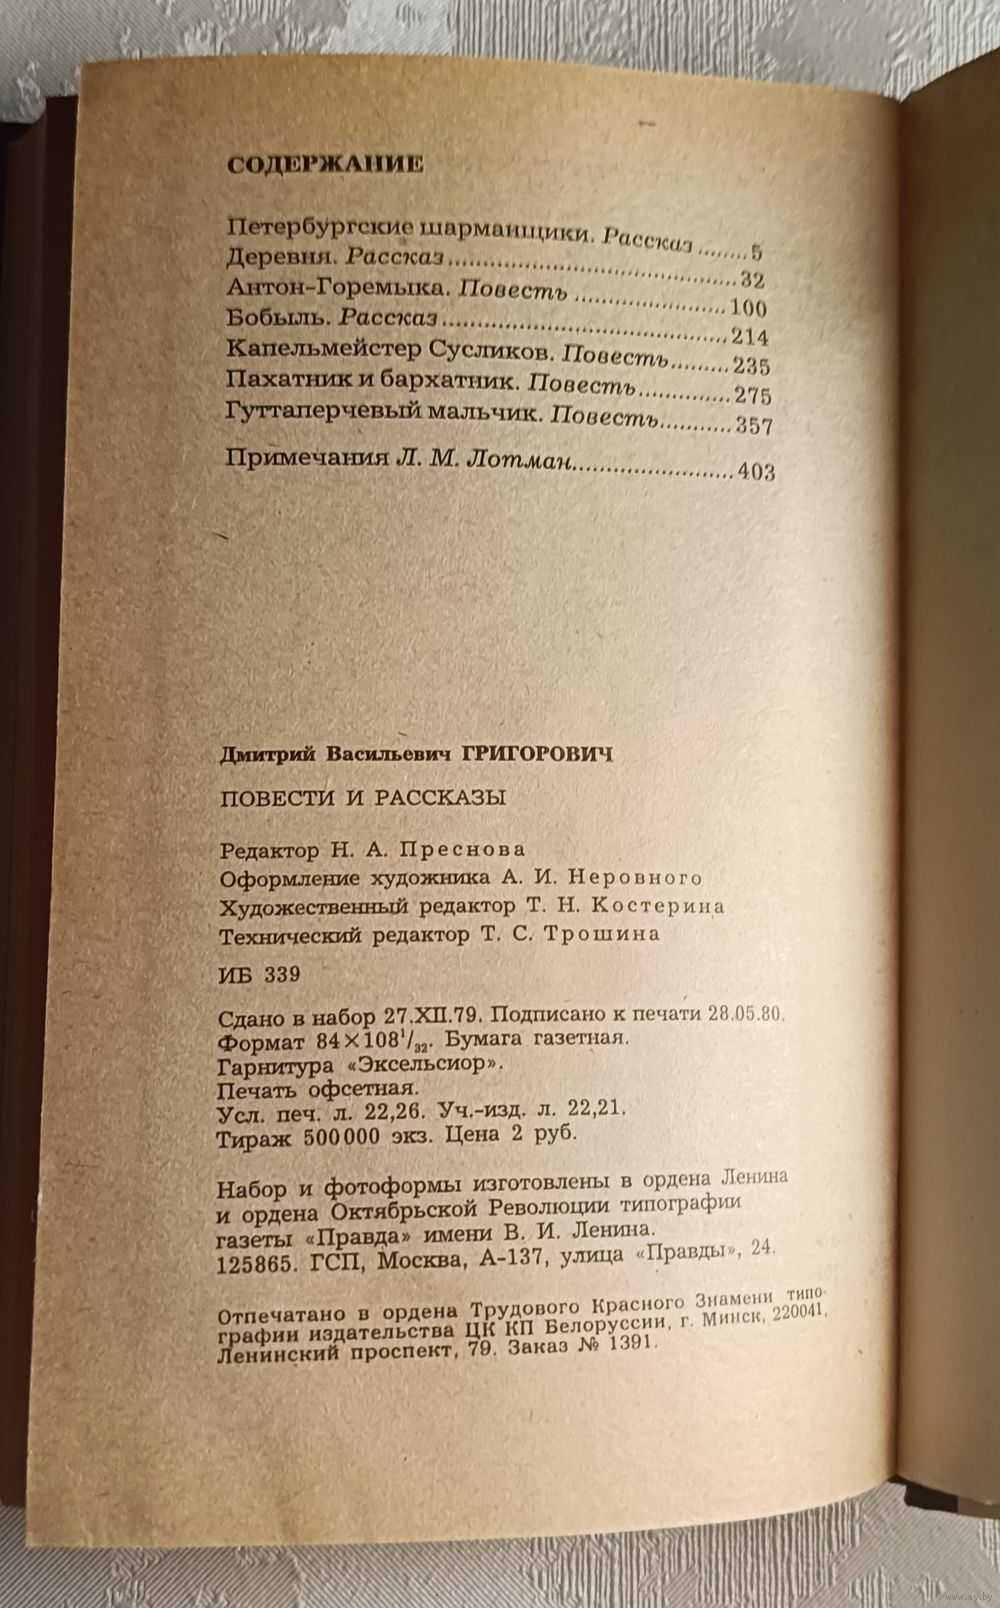 СОДЕРЖАНИЕ
Петербургские шарманщики. Рассказ ........5
Деревня. Рассказ..........................................32
Антон-Горемыка. Повесть ......................100
Бобыль. Рассказ.........................................214
Капельмейстер Сусликов. Повесть.........235
Пахатник и бархатник. Повесть..............275
Гуттаперчевый мальчик. Повесть...........357
Примечания Л. М. Лотман........................403
Дмитрий Васильевич ГРИГОРОВИЧ
ПОВЕСТИ И РАССКАЗЫ
Редактор Н. А. Преснова
Оформление художника А. И. Неровного
Художественный редактор Т. Н. Костерина
Технический редактор Т. С. Трошина
ИБ 339
Сдано в набор 27.XII.79. Подписано к печати 28.05.80.
Формат 84×108¹/₃₂. Бумага газетная.
Гарнитура «Эксельсиор».
Печать офсетная.
Усл. печ. л. 22,26. Уч.-изд. л. 22,21.
Тираж 500 000 экз. Цена 2 руб.
Набор и фотоформы изготовлены в ордена Ленина
и ордена Октябрьской Революции типографии
газеты «Правда» имени В. И. Ленина.
125865. ГСП, Москва, А-137, улица «Правды», 24.
Отпечатано в ордена Трудового Красного Знамени типо-
графии издательства ЦК КП Белоруссии, г. Минск, 220041,
Ленинский проспект, 79. Заказ № 1391.
www.ay.by